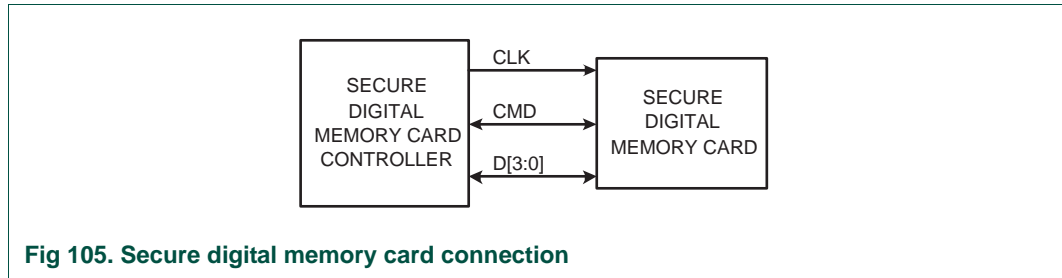 SECURE
DIGITAL
MEMORY CARD
CONTROLLER
CLK
CMD
D[3:0]
SECURE
DIGITAL
MEMORY CARD
Fig 105. Secure digital memory card connection